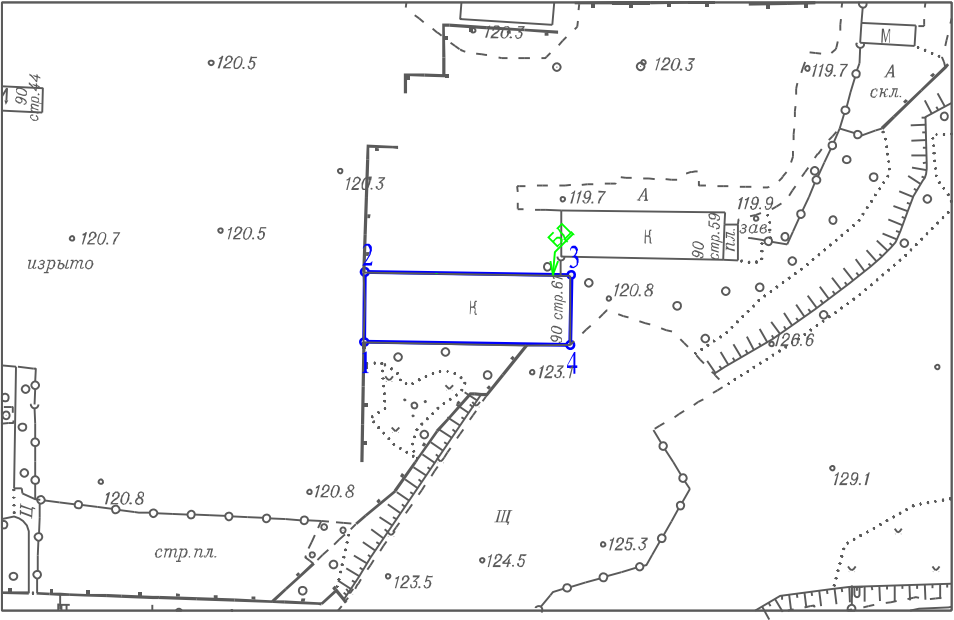 120.3
М
120.5
120.3
119.7
А
скл.
90
стр.44
120.3
119.7
А
119.9
зав.
120.7
120.5
К
90
стр.59
пл.
изрыто
2
3
К
90 стр.6
120.8
1
4
126.6
123.7
120.8
120.8
129.1
Щ
Щ
стр.пл.
125.3
124.5
123.5